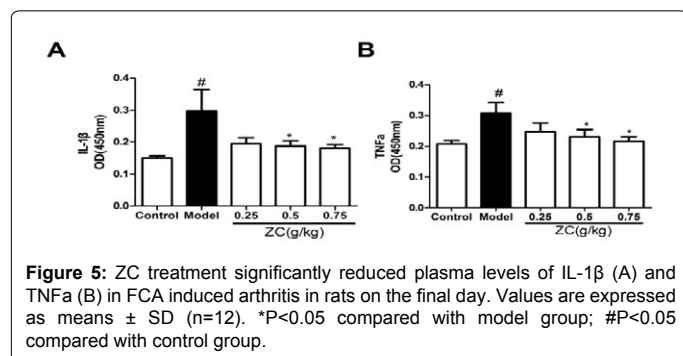 A
#
0.4
0.3
0.2
0.1
0.0
IL-1β
OD(450nm)
* *
Control Model 0.25 0.5 0.75
ZC(g/kg)
B
#
0.4
0.3
0.2
0.1
0.0
TNFa
OD(450nm)
* *
Control Model 0.25 0.5 0.75
ZC(g/kg)
Figure 5: ZC treatment significantly reduced plasma levels of IL-1β (A) and
TNFa (B) in FCA induced arthritis in rats on the final day. Values are expressed
as means ± SD (n=12). *P<0.05 compared with model group; #P<0.05
compared with control group.